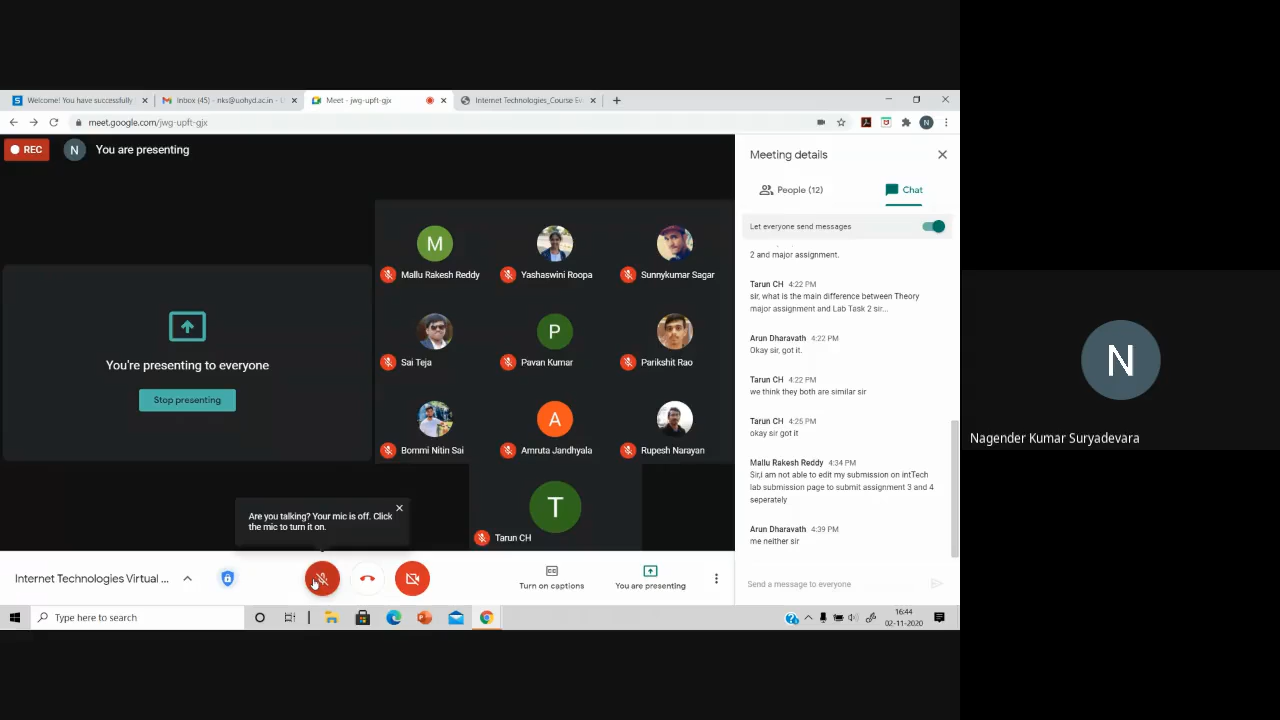 Welcome! You have successfully
Inbox (45) - nks@uohyd.ac.in -
Meet - jwg-upft-gjx
Internet Technologies_Course
meet.google.com/jwg-upft-gjx
N
REC
N
You are presenting
Meeting details
People (12)
Chat
Let everyone send messages
2 and major assignment.
Tarun CH 4:22 PM
sir, what is the main difference between Theory
major assignment and Lab Task 2 sir...
Arun Dharavath 4:22 PM
Okay sir, got it.
Tarun CH 4:22 PM
we think they both are similar sir
Tarun CH 4:25 PM
okay sir got it
Mallu Rakesh Reddy 4:34 PM
Sir,i am not able to edit my submission on intTech
lab submission page to submit assignment 3 and 4
seperately
Arun Dharavath 4:39 PM
me neither sir
Send a message to everyone
You're presenting to everyone
Stop presenting
M
Mallu Rakesh Reddy
Yashaswini Roopa
Sunnykumar Sagar
Sai Teja
P
Pavan Kumar
Parikshit Rao
Bommi Nitin Sai
A
Amruta Jandhyala
Rupesh Narayan
T
Tarun CH
Are you talking? Your mic is off. Click
the mic to turn it on.
Internet Technologies Virtual ...
Turn on captions
You are presenting
Type here to search
16:44
02-11-2020
N
Nagender Kumar Suryadevara